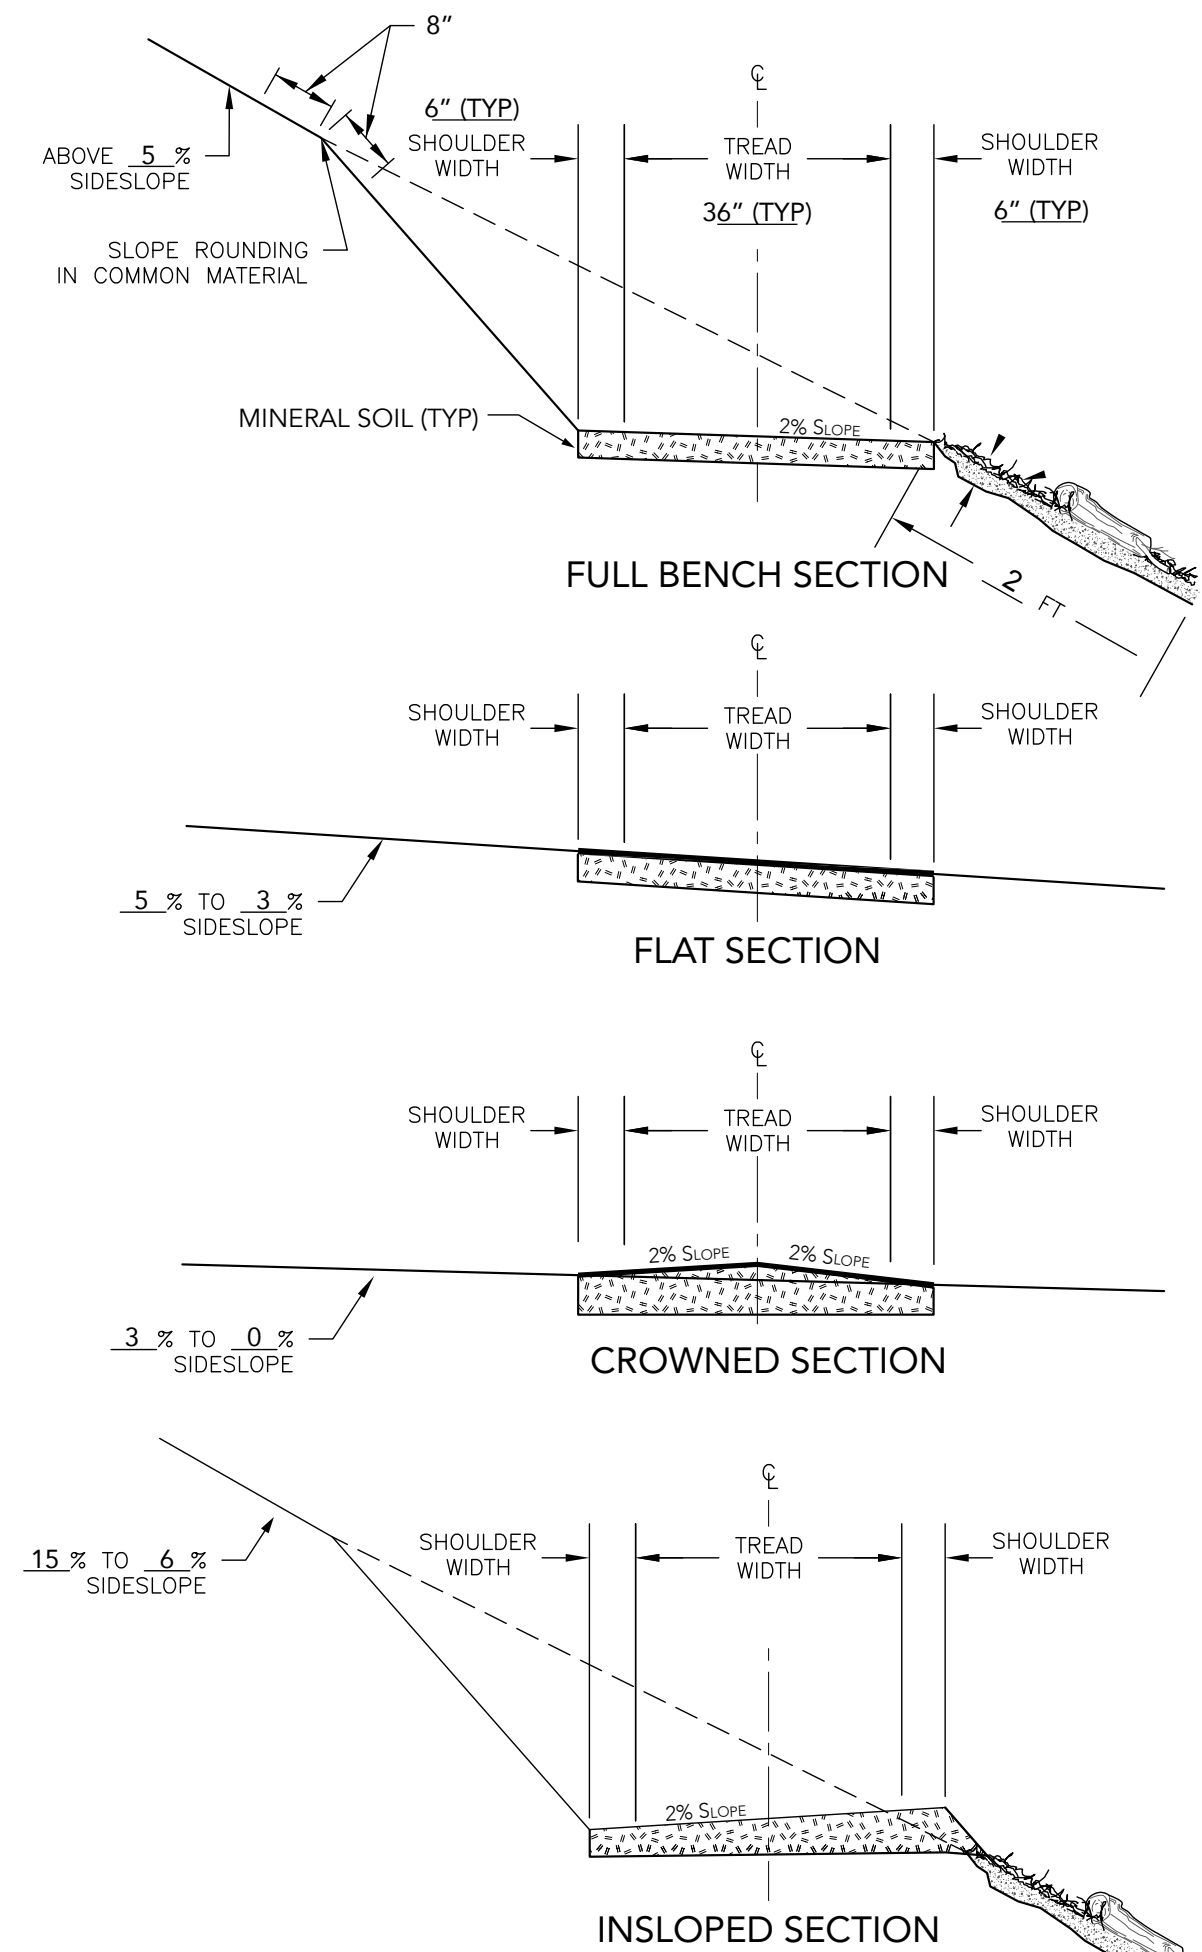 8"
℄
6" (TYP)
SHOULDER
WIDTH
TREAD
WIDTH
36" (TYP)
SHOULDER
WIDTH
6" (TYP)
ABOVE 5 %
SIDESLOPE
SLOPE ROUNDING
IN COMMON MATERIAL
MINERAL SOIL (TYP)
2% SLOPE
FULL BENCH SECTION
2 FT
℄
SHOULDER
WIDTH
TREAD
WIDTH
SHOULDER
WIDTH
5 % TO 3 %
SIDESLOPE
FLAT SECTION
℄
SHOULDER
WIDTH
TREAD
WIDTH
SHOULDER
WIDTH
2% SLOPE
2% SLOPE
3 % TO 0 %
SIDESLOPE
CROWNED SECTION
℄
SHOULDER
WIDTH
TREAD
WIDTH
SHOULDER
WIDTH
15 % TO 6 %
SIDESLOPE
2% SLOPE
INSLOPED SECTION